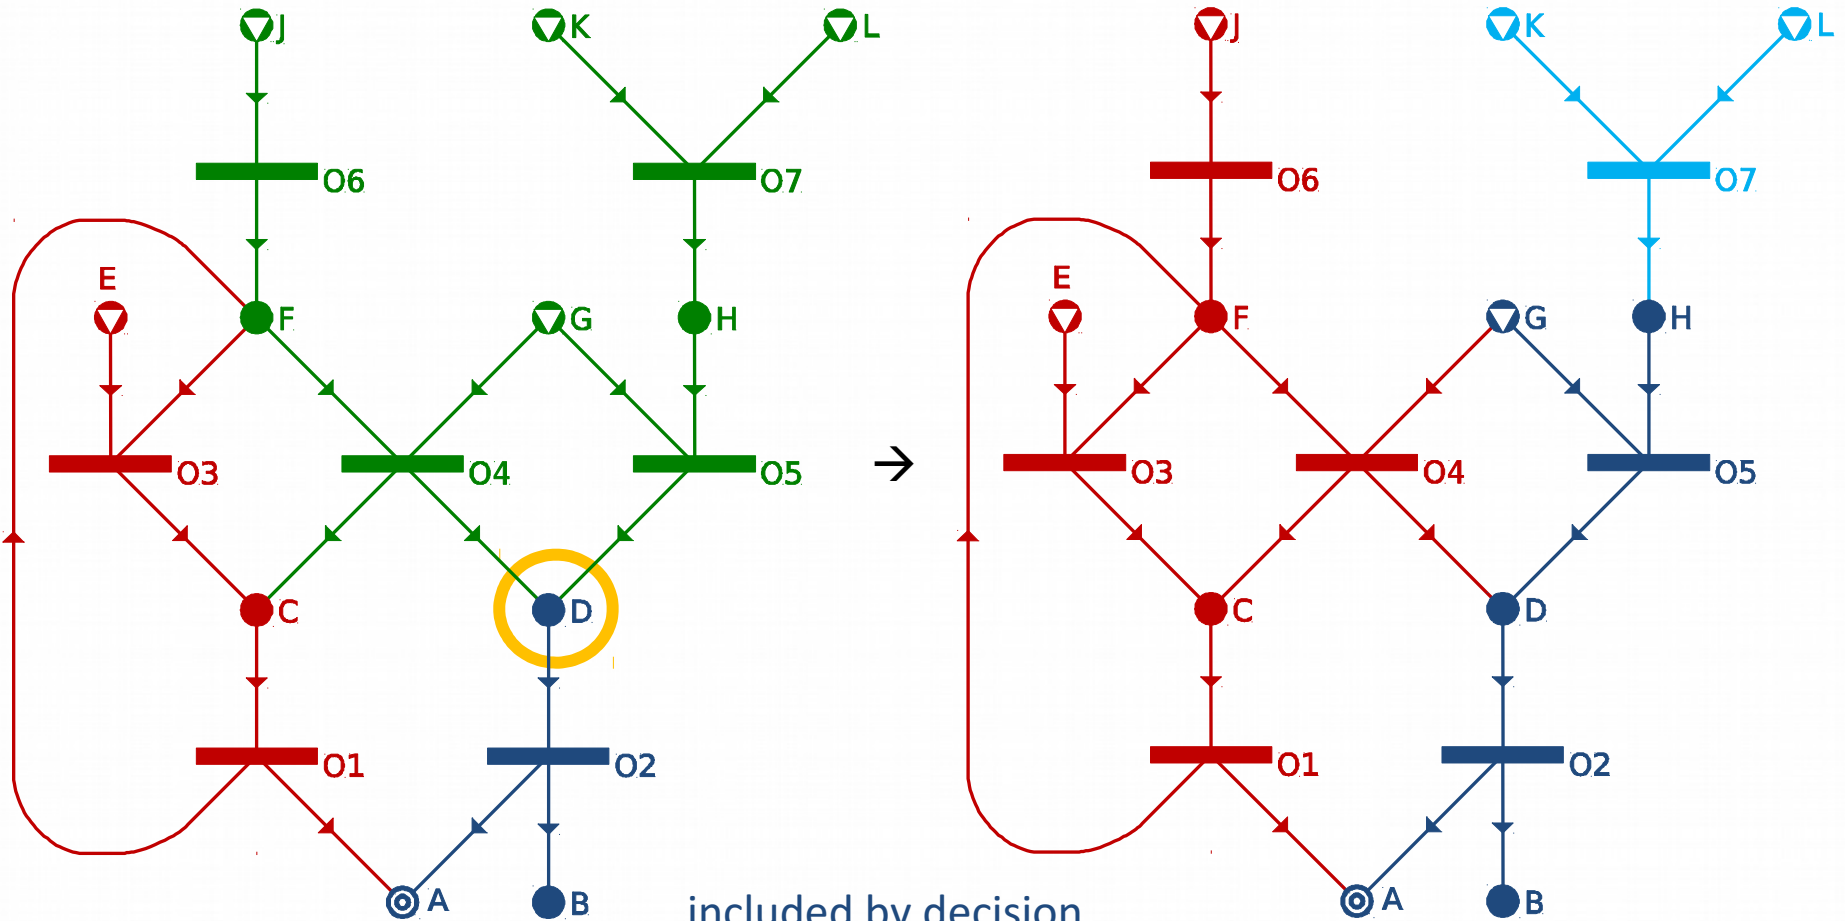 J K L J K L
O6 O7 O6 O7
E F G H E F G H
O3 O4 O5 → O3 O4 O5
C D C D
O1 O2 O1 O2
A B included by decision A B